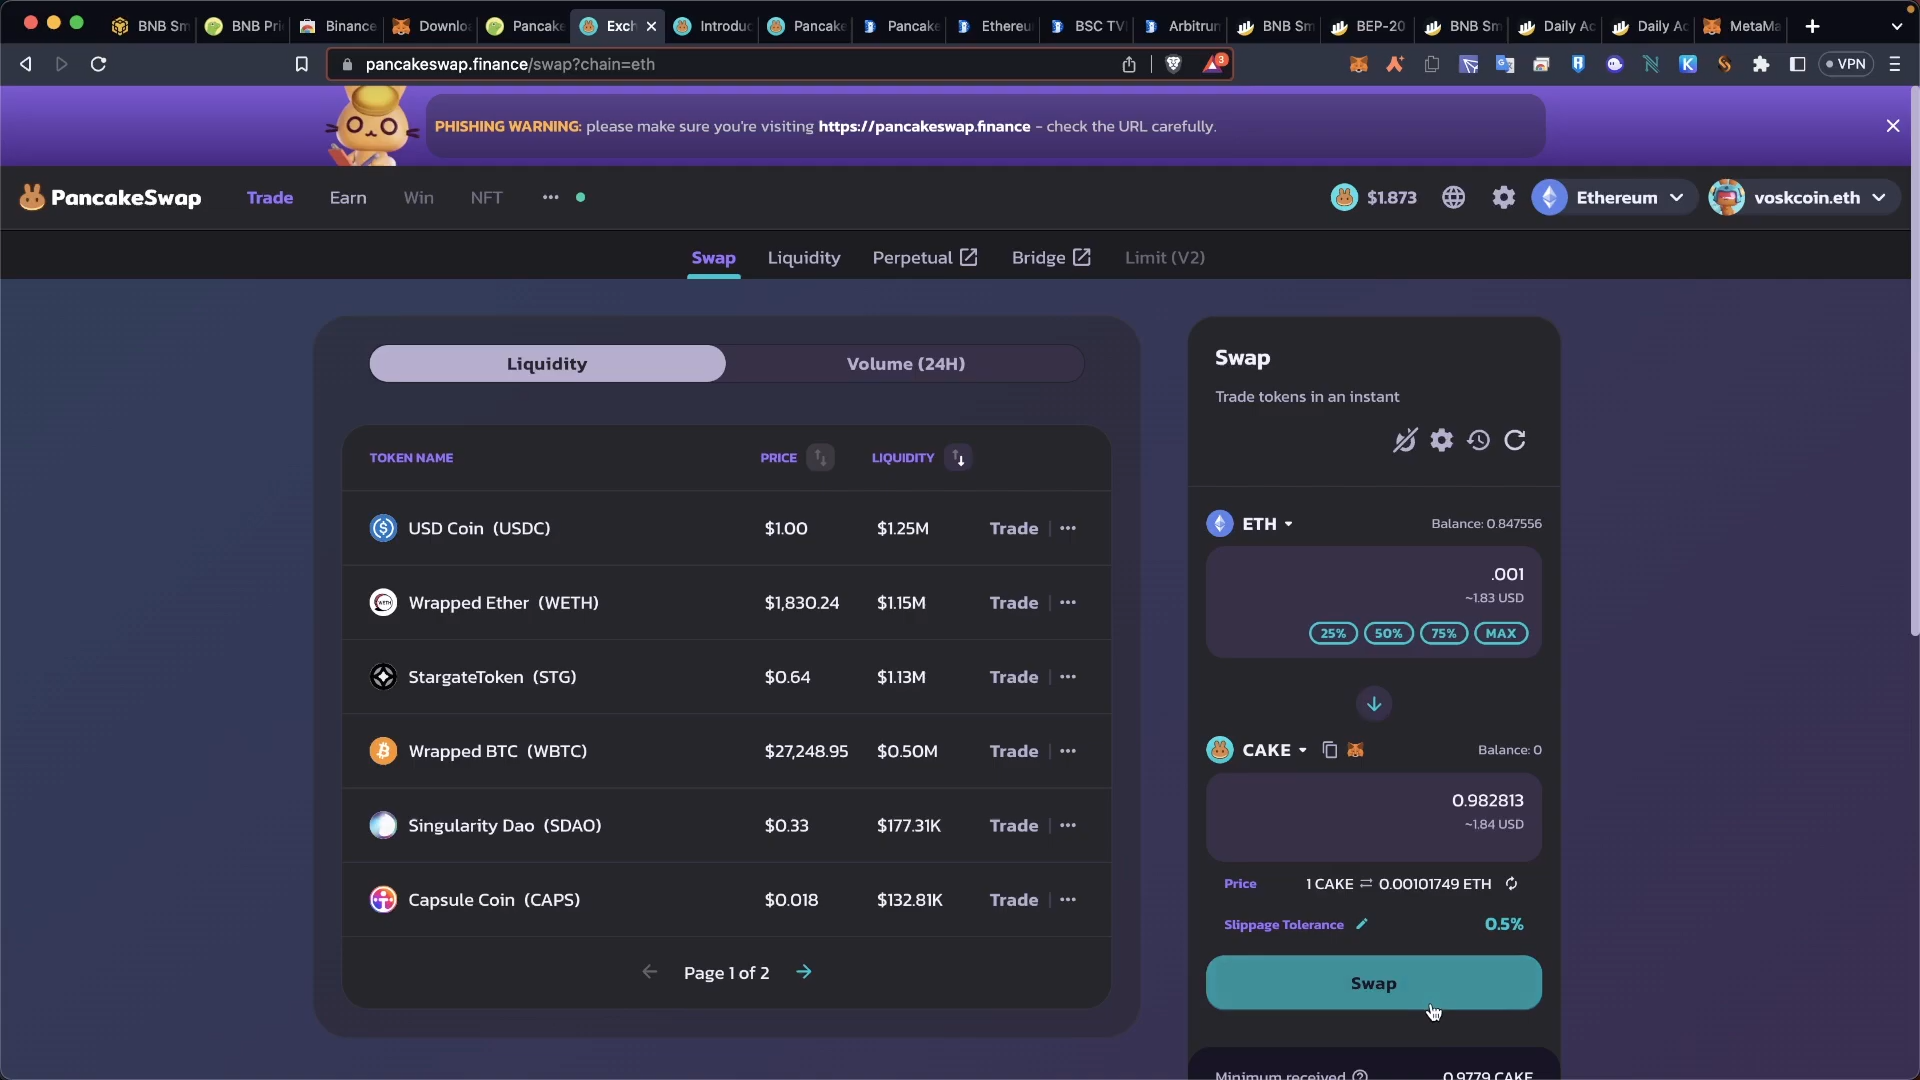 BNB Sm
BNB Pri
Binance
Downlo
Pancake
Exch
Introduc
Pancake
Pancake
Ethereu
BSC TV
Arbitrun
BNB Sm
BEP-20
BNB Sm
Daily Ac
Daily Ac
MetaMa
pancakeswap.finance/swap?chain=eth
3
VPN
PHISHING WARNING: please make sure you're visiting https://pancakeswap.finance - check the URL carefully.
PancakeSwap
Trade
Earn
Win
NFT
$1.873
Ethereum
voskcoin.eth
Swap
Liquidity
Perpetual
Bridge
Limit (V2)
Liquidity
Volume (24H)
TOKEN NAME
PRICE
LIQUIDITY
USD Coin (USDC) $1.00 $1.25M Trade
Wrapped Ether (WETH) $1,830.24 $1.15M Trade
StargateToken (STG) $0.64 $1.13M Trade
Wrapped BTC (WBTC) $27,248.95 $0.50M Trade
Singularity Dao (SDAO) $0.33 $177.31K Trade
Capsule Coin (CAPS) $0.018 $132.81K Trade
Page 1 of 2
Swap
Trade tokens in an instant
ETH
Balance: 0.847556
.001
~1.83 USD
25% 50% 75% MAX
CAKE
Balance: 0
0.982813
~1.84 USD
Price 1 CAKE ⇌ 0.00101749 ETH
Slippage Tolerance 0.5%
Swap
Minimum received 0.9779 CAKE